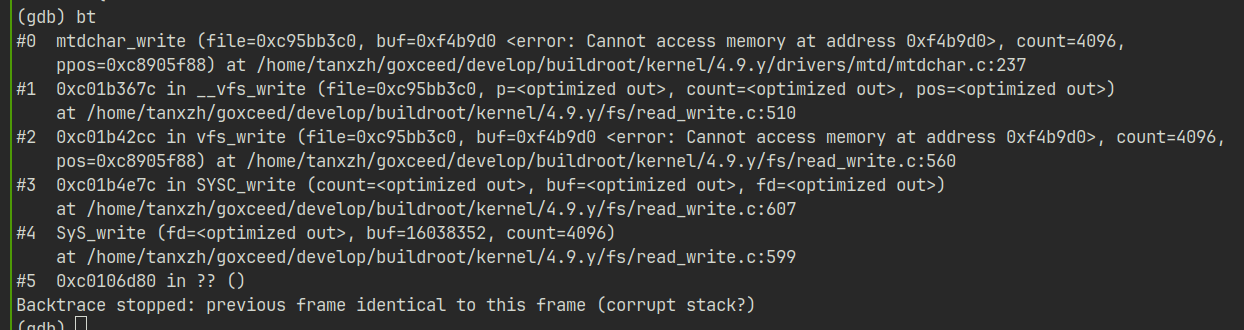 (gdb) bt
#0  mtdchar_write (file=0xc95bb3c0, buf=0xf4b9d0 <error: Cannot access memory at address 0xf4b9d0>, count=4096,
    ppos=0xc8905f88) at /home/tanxzh/goxceed/develop/buildroot/kernel/4.9.y/drivers/mtd/mtdchar.c:237
#1  0xc01b367c in __vfs_write (file=0xc95bb3c0, p=<optimized out>, count=<optimized out>, pos=<optimized out>)
    at /home/tanxzh/goxceed/develop/buildroot/kernel/4.9.y/fs/read_write.c:510
#2  0xc01b42cc in vfs_write (file=0xc95bb3c0, buf=0xf4b9d0 <error: Cannot access memory at address 0xf4b9d0>, count=4096,
    pos=0xc8905f88) at /home/tanxzh/goxceed/develop/buildroot/kernel/4.9.y/fs/read_write.c:560
#3  0xc01b4e7c in SYSC_write (count=<optimized out>, buf=<optimized out>, fd=<optimized out>)
    at /home/tanxzh/goxceed/develop/buildroot/kernel/4.9.y/fs/read_write.c:607
#4  SyS_write (fd=<optimized out>, buf=16038352, count=4096)
    at /home/tanxzh/goxceed/develop/buildroot/kernel/4.9.y/fs/read_write.c:599
#5  0xc0106d80 in ?? ()
Backtrace stopped: previous frame identical to this frame (corrupt stack?)
(gdb)